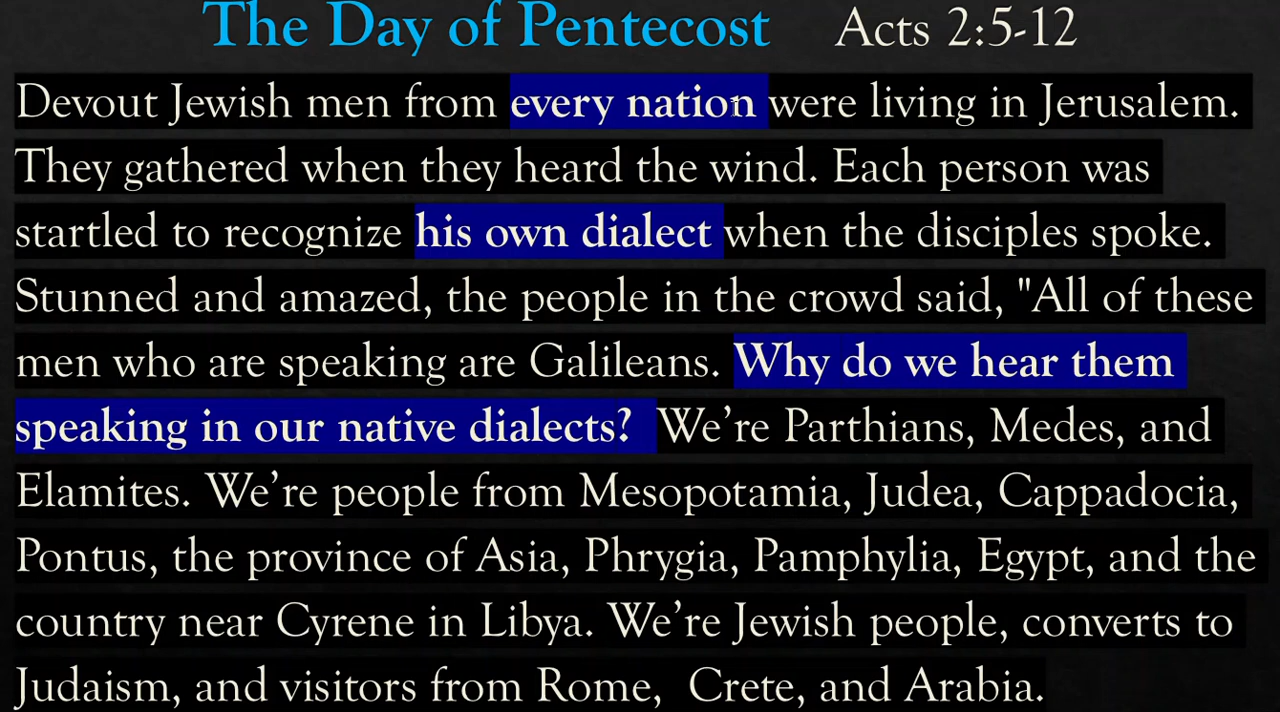 The Day of Pentecost Acts 2:5-12
Devout Jewish men from every nation were living in Jerusalem.
They gathered when they heard the wind. Each person was
startled to recognize his own dialect when the disciples spoke.
Stunned and amazed, the people in the crowd said, "All of these
men who are speaking are Galileans. Why do we hear them
speaking in our native dialects? We’re Parthians, Medes, and
Elamites. We’re people from Mesopotamia, Judea, Cappadocia,
Pontus, the province of Asia, Phrygia, Pamphylia, Egypt, and the
country near Cyrene in Libya. We’re Jewish people, converts to
Judaism, and visitors from Rome, Crete, and Arabia.